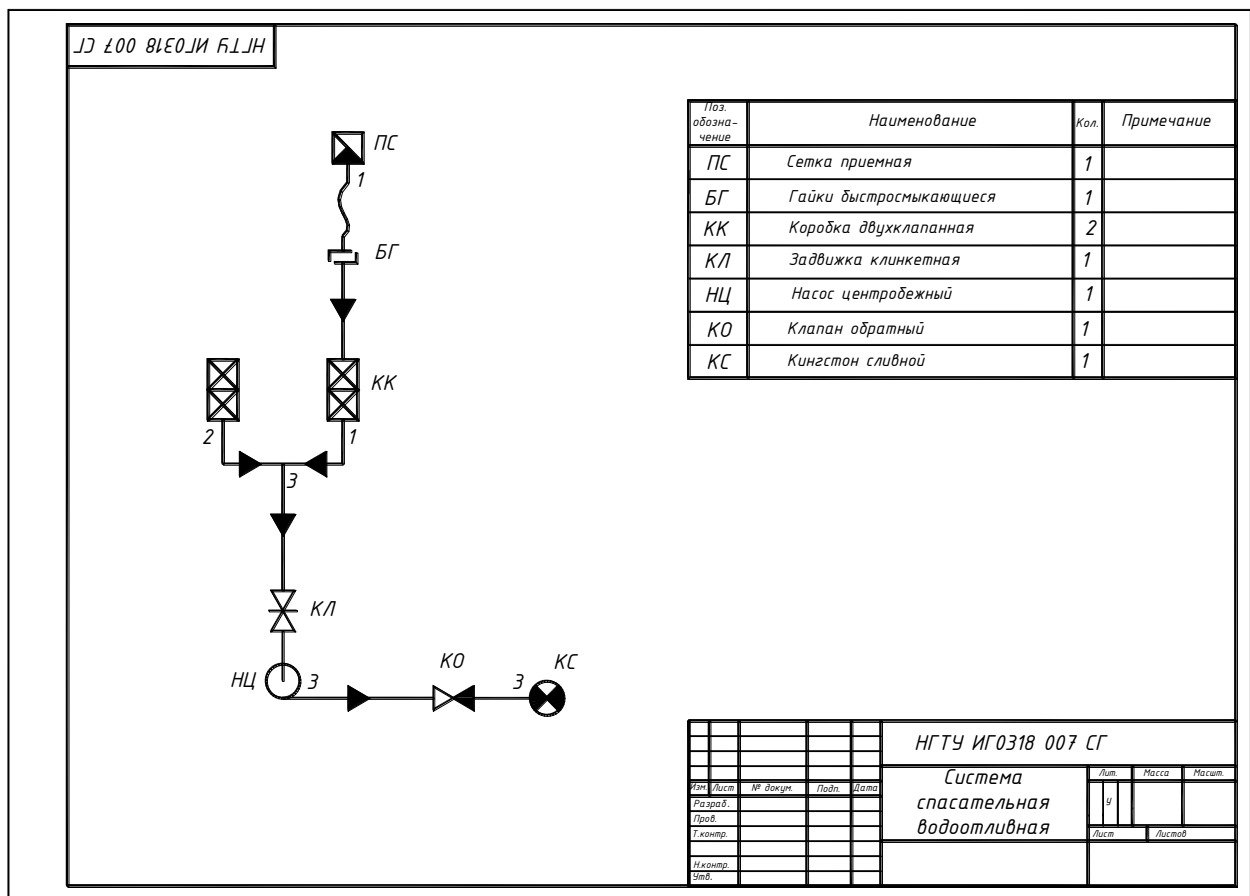 НГТУ ИГ0318 007 СГ
ПС
1
БГ
КК
2
1
3
КЛ
НЦ
3
КО
3
КС
Поз. обозна-чение Наименование Кол. Примечание
ПС Сетка приемная 1
БГ Гайки быстросмыкающиеся 1
КК Коробка двухклапанная 2
КЛ Задвижка клинкетная 1
НЦ Насос центробежный 1
КО Клапан обратный 1
КС Кингстон сливной 1
НГТУ ИГ0318 007 СГ
Система
спасательная
водоотливная
Лит. Масса Масшт.
у
Лист Листов
Изм. Лист № докум. Подп. Дата
Разраб.
Пров.
Т.контр.
Н.контр.
Утв.